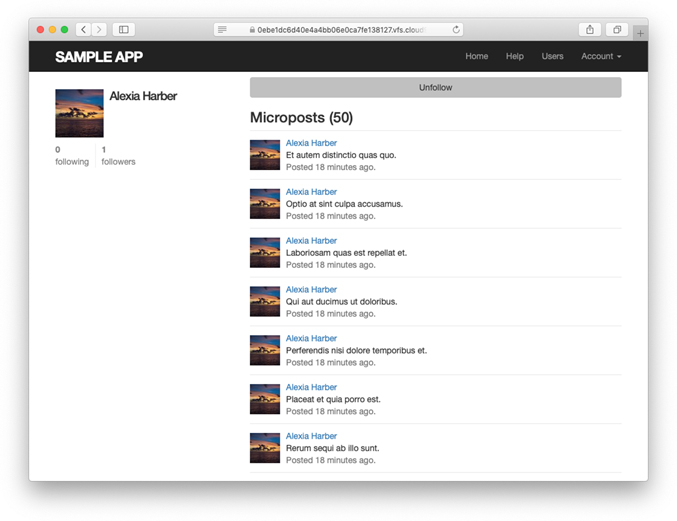 0ebe1dc6d40e4a4bb06e0ca7fe138127.vfs.cloud
SAMPLE APP
Home Help Users Account
Alexia Harber
0 following
1 followers
Unfollow
Microposts (50)
Alexia Harber
Et autem distinctio quas quo.
Posted 18 minutes ago.
Alexia Harber
Optio at sint culpa accusamus.
Posted 18 minutes ago.
Alexia Harber
Laboriosam quas est repellat et.
Posted 18 minutes ago.
Alexia Harber
Qui aut ducimus ut doloribus.
Posted 18 minutes ago.
Alexia Harber
Perferendis nisi dolore temporibus et.
Posted 18 minutes ago.
Alexia Harber
Placeat et quia porro est.
Posted 18 minutes ago.
Alexia Harber
Rerum sequi ab illo sunt.
Posted 18 minutes ago.